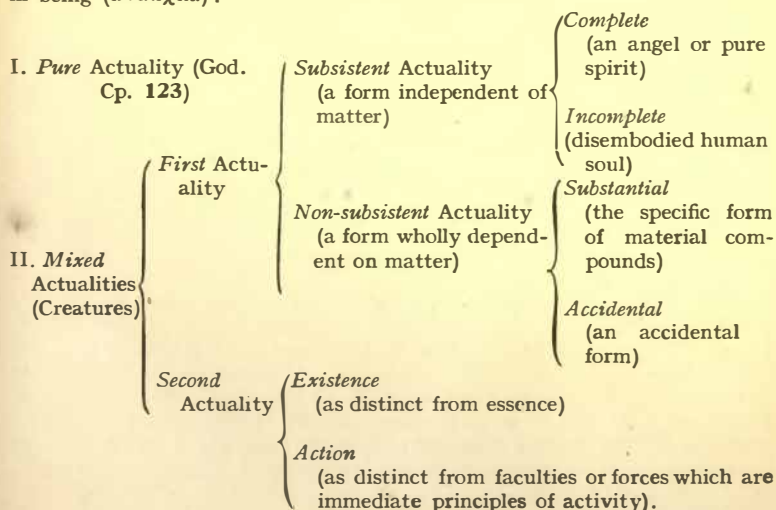 I. Pure Actuality (God.
Cp. 123)
II. Mixed
Actualities
(Creatures)
First Actu-
ality
Subsistent Actuality
(a form independent of
matter)
Complete
(an angel or pure
spirit)
Incomplete
(disembodied human
soul)
Non-subsistent Actuality
(a form wholly depend-
ent on matter)
Substantial
(the specific form
of material com-
pounds)
Accidental
(an accidental
form)
Second
Actuality
Existence
(as distinct from essence)
Action
(as distinct from faculties or forces which are
immediate principles of activity).